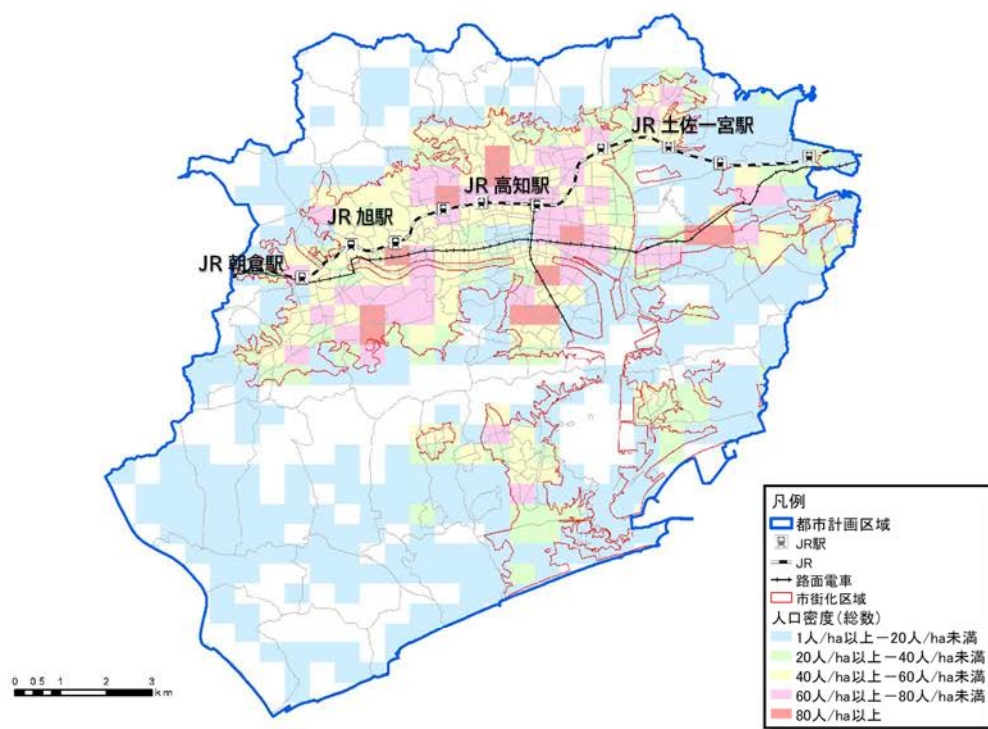 JR 土佐一宮駅
JR 高知駅
JR 旭駅
JR 朝倉駅
凡例
都市計画区域
JR駅
JR
路面電車
市街化区域
人口密度(総数)
1人/ha以上-20人/ha未満
20人/ha以上-40人/ha未満
40人/ha以上-60人/ha未満
60人/ha以上-80人/ha未満
80人/ha以上
0 0.5 1 2 3
km